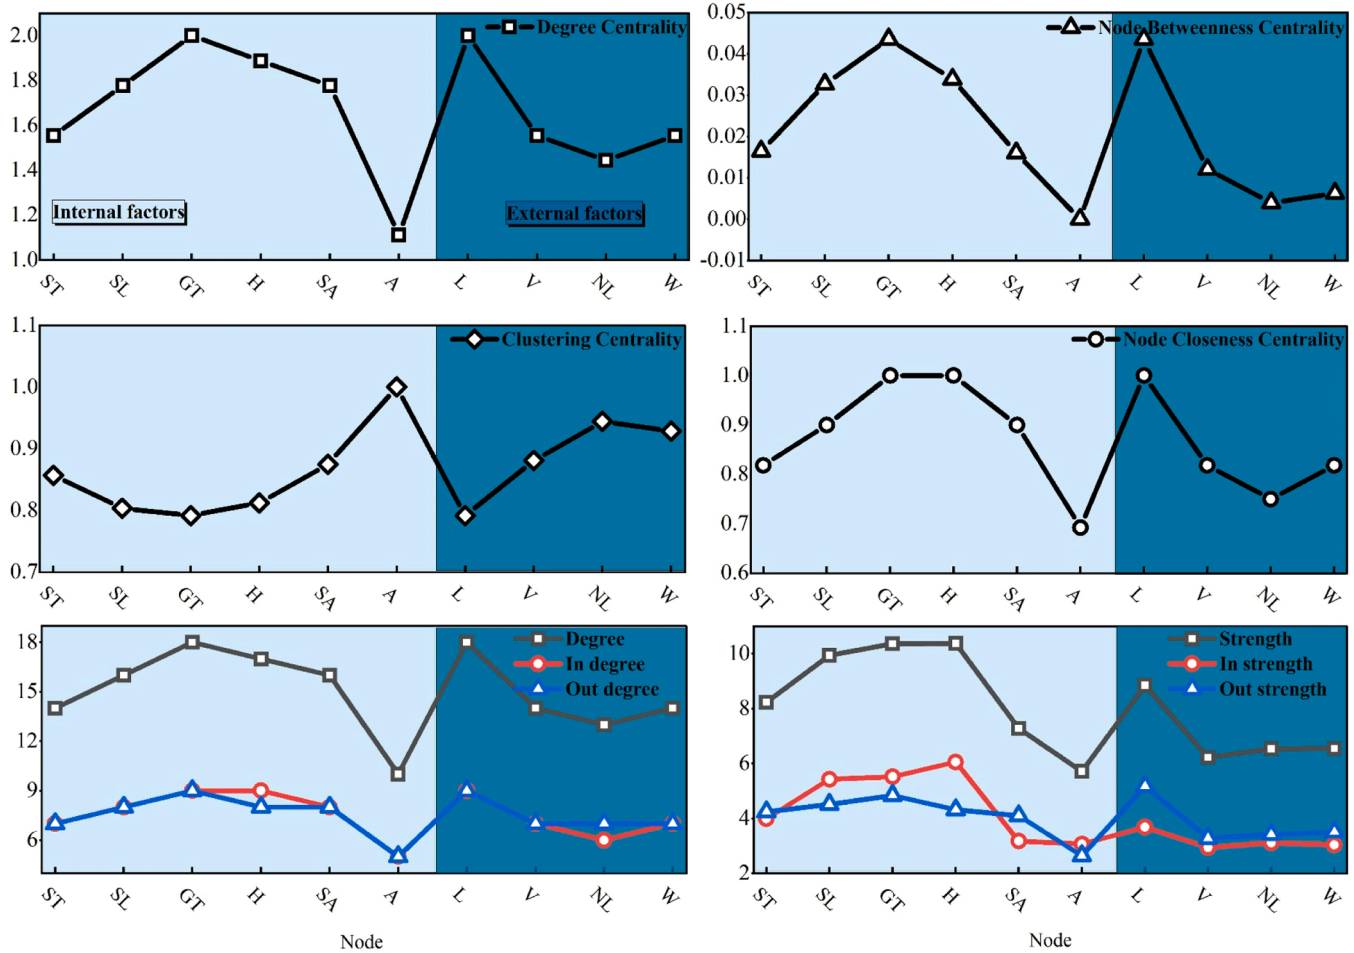 Degree Centrality
2.0
1.8
1.6
1.4
1.2
1.0
Internal factors
External factors
ST SL GT H SA A L V NL W
Node Betweenness Centrality
0.05
0.04
0.03
0.02
0.01
0.00
-0.01
ST SL GT H SA A L V NL W
Clustering Centrality
1.1
1.0
0.9
0.8
0.7
ST SL GT H SA A L V NL W
Node Closeness Centrality
1.1
1.0
0.9
0.8
0.7
0.6
ST SL GT H SA A L V NL W
Degree
In degree
Out degree
18
15
12
9
6
ST SL GT H SA A L V NL W
Node
Strength
In strength
Out strength
10
8
6
4
2
ST SL GT H SA A L V NL W
Node